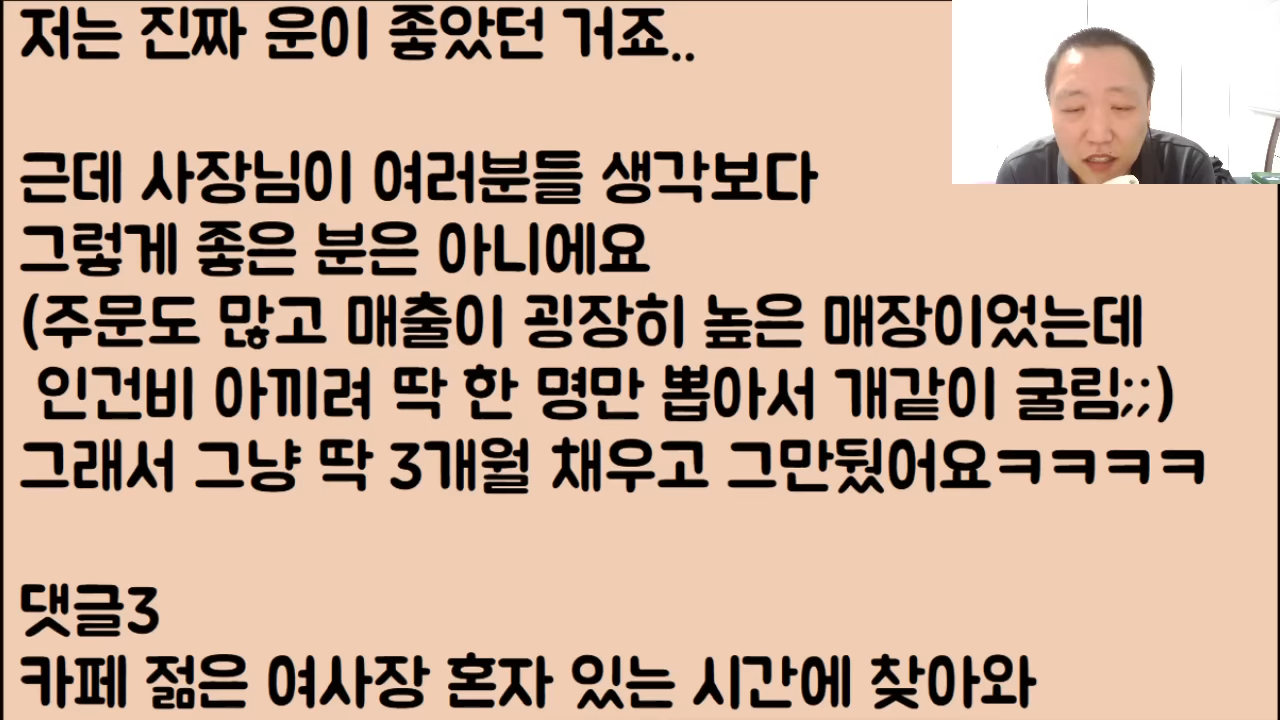 저는 진짜 운이 좋았던 거죠..
근데 사장님이 여러분들 생각보다
그렇게 좋은 분은 아니에요
(주문도 많고 매출이 굉장히 높은 매장이었는데
인건비 아끼려 딱 한 명만 뽑아서 개같이 굴림;;)
그래서 그냥 딱 3개월 채우고 그만뒀어요ㅋㅋㅋㅋ
댓글3
카페 젊은 여사장 혼자 있는 시간에 찾아와